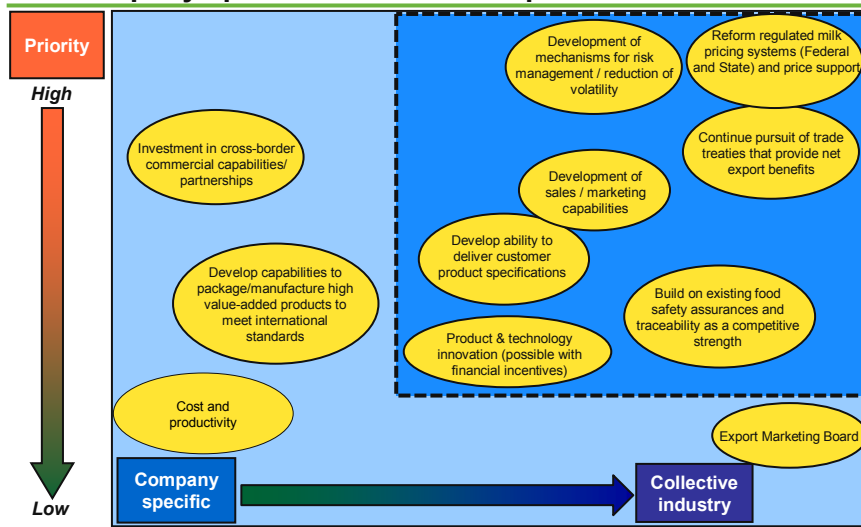 Priority
High
Low
Development of
mechanisms for risk
management / reduction of
volatility
Reform regulated milk
pricing systems (Federal
and State) and price support
Investment in cross-border
commercial capabilities/
partnerships
Continue pursuit of trade
treaties that provide net
export benefits
Development of
sales / marketing
capabilities
Develop ability to
deliver customer
product specifications
Develop capabilities to
package/manufacture high
value-added products to
meet international
standards
Build on existing food
safety assurances and
traceability as a competitive
strength
Product & technology
innovation (possible with
financial incentives)
Cost and
productivity
Export Marketing Board
Company
specific
Collective
industry